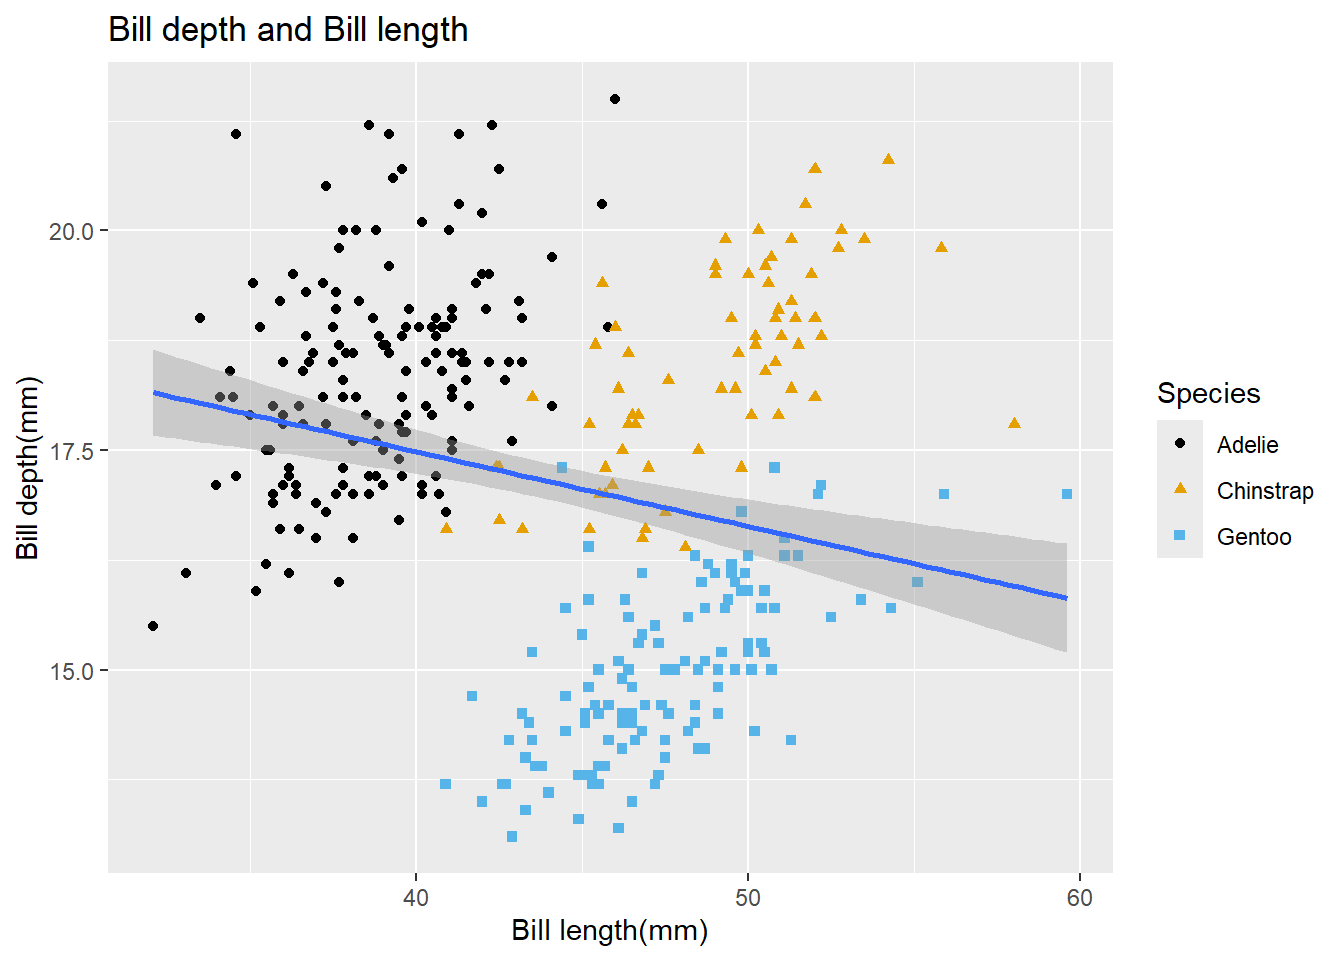 Bill depth and Bill length
20.0
17.5
15.0
Bill depth(mm)
40
50
60
Bill length(mm)
Species
Adelie
Chinstrap
Gentoo